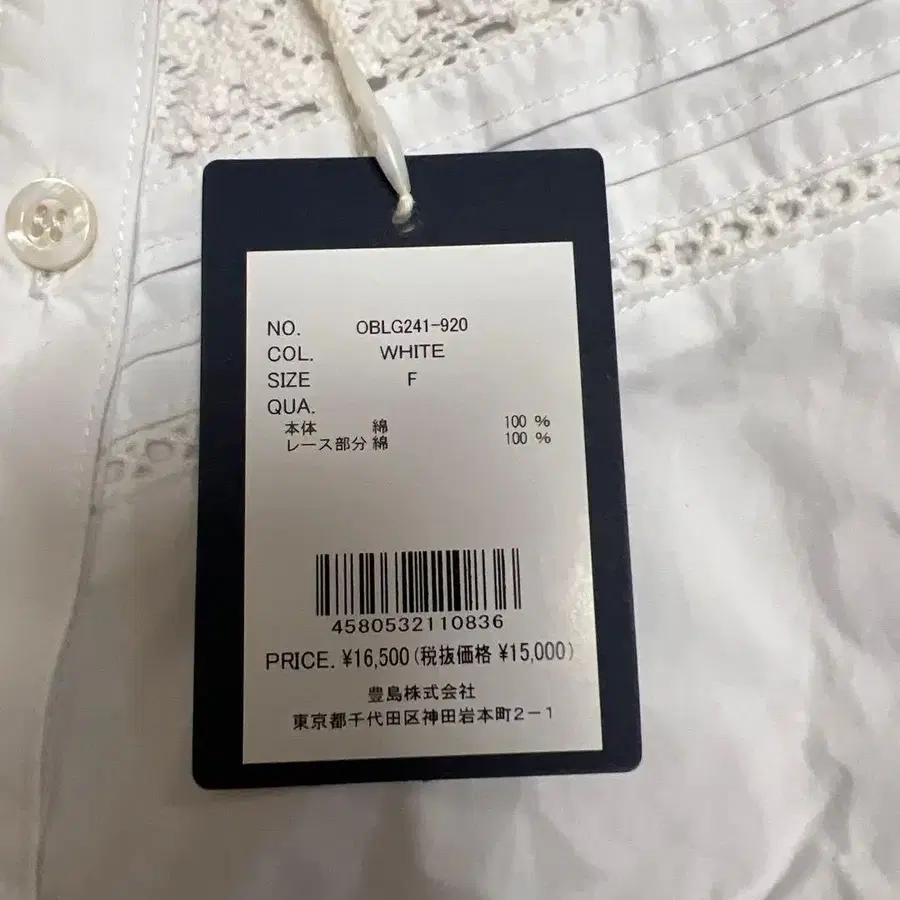 NO. OBLG241-920
COL. WHITE
SIZE F
QUA.
本体 綿 100 %
レース部分 綿 100 %
4580532110836
PRICE. ¥16,500(税抜価格 ¥15,000)
豊島株式会社
東京都千代田区神田岩本町2-1